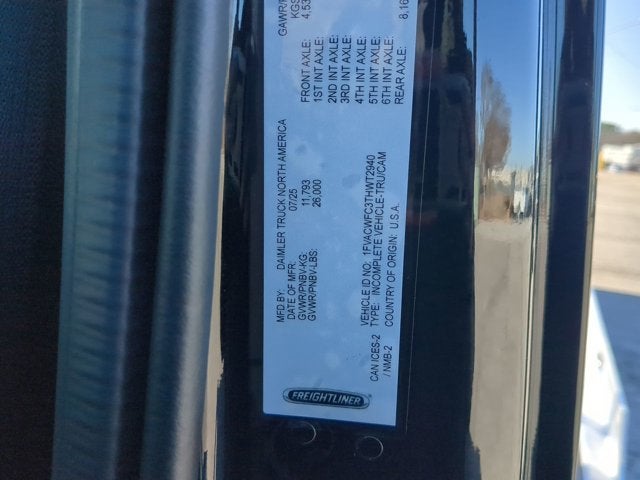 FREIGHTLINER
MFD BY: DAIMLER TRUCK NORTH AMERICA
DATE OF MFR: 07/25
GVWR/PNBV-KG: 11,793
GVWR/PNBV-LBS: 26,000
FRONT AXLE:
1ST INT AXLE:
2ND INT AXLE:
3RD INT AXLE:
4TH INT AXLE:
5TH INT AXLE:
6TH INT AXLE:
REAR AXLE:
VEHICLE ID NO: 1FVACWFC3THWT2940
TYPE: INCOMPLETE VEHICLE-TRU/CAM
COUNTRY OF ORIGIN: U.S.A.
CAN ICES-2
/ NMB-2